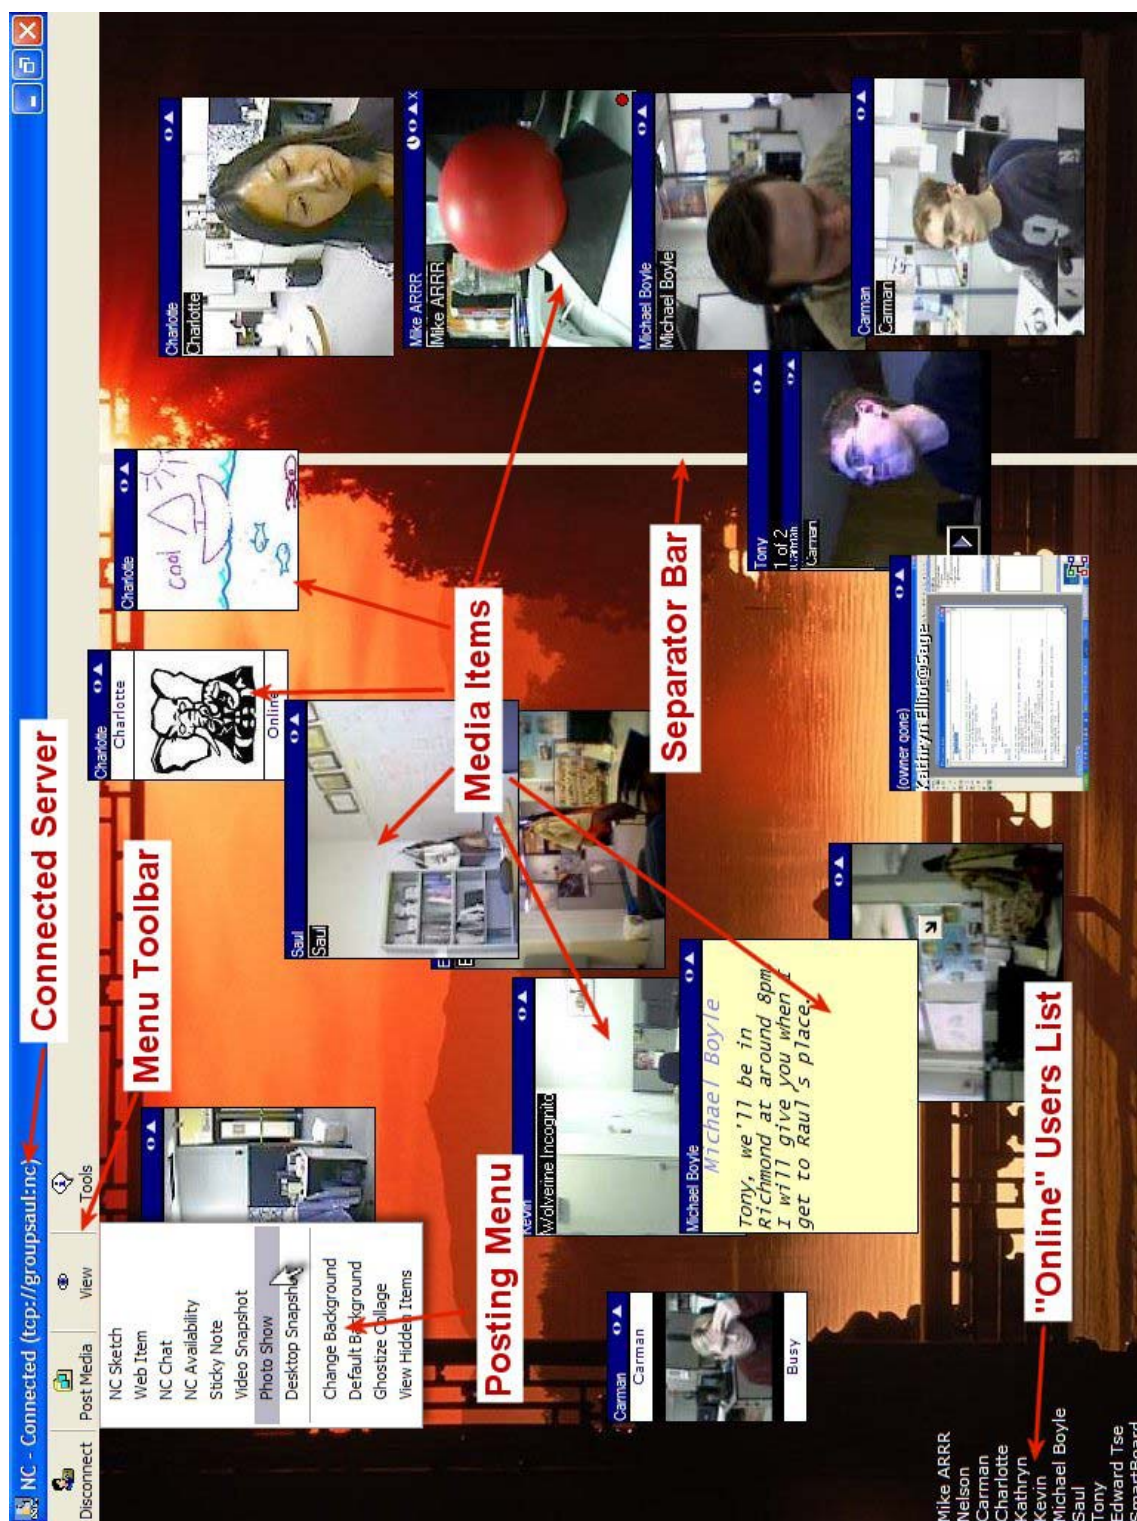 NC - Connected (tcp://groupsaul:nc)
Connected Server
Disconnect
Post Media
View
Tools
Menu Toolbar
NC Sketch
Web Item
NC Chat
NC Availability
Sticky Note
Video Snapshot
Photo Show
Desktop Snapshot
Change Background
Default Background
Ghostize Collage
View Hidden Items
Posting Menu
Charlotte
Charlotte
Online
Charlotte
Cool
Charlotte
Charlotte
Saul
Saul
E
E
Media Items
Mike ARRR
Mike ARRR
Kevin
Wolverine Incognito
Michael Boyle
Michael Boyle
Tony, we'll be in
Richmond at around 8pm
I will give you when I
get to Raul's place.
Separator Bar
Michael Boyle
Michael Boyle
Carman
Carman
Busy
Tony
1 of 2
Carman
Carman
Carman
Carman
(owner gone)
Kathryn Elliot@Sage
"Online" Users List
Mike ARRR
Nelson
Carman
Charlotte
Kathryn
Kevin
Michael Boyle
Saul
Tony
Edward Tse
SmartBoard